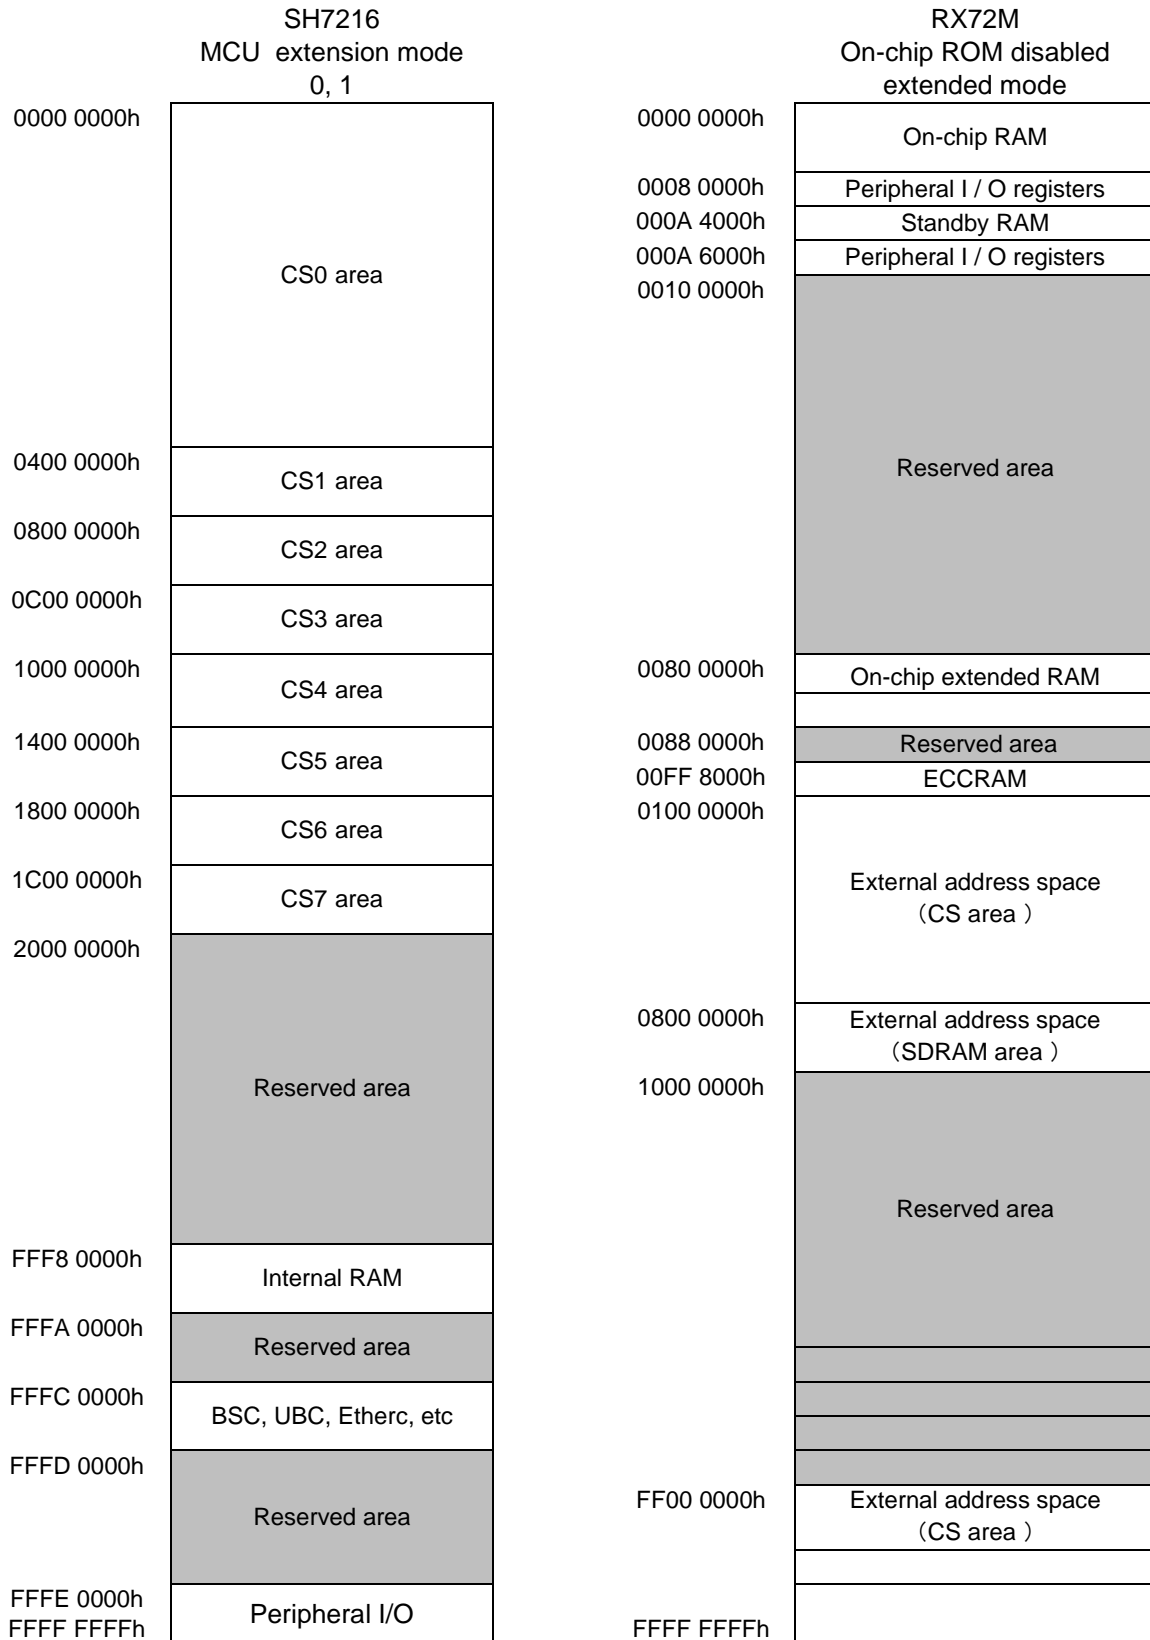 SH7216
MCU extension mode
0, 1
0000 0000h
CS0 area
0400 0000h
CS1 area
0800 0000h
CS2 area
0C00 0000h
CS3 area
1000 0000h
CS4 area
1400 0000h
CS5 area
1800 0000h
CS6 area
1C00 0000h
CS7 area
2000 0000h
Reserved area
FFF8 0000h
Internal RAM
FFFA 0000h
Reserved area
FFFC 0000h
BSC, UBC, Etherc, etc
FFFD 0000h
Reserved area
FFFE 0000h
Peripheral I/O
FFFF FFFFh
RX72M
On-chip ROM disabled
extended mode
0000 0000h
On-chip RAM
0008 0000h
Peripheral I / O registers
000A 4000h
Standby RAM
000A 6000h
Peripheral I / O registers
0010 0000h
Reserved area
0080 0000h
On-chip extended RAM
0088 0000h
Reserved area
00FF 8000h
ECCRAM
0100 0000h
External address space
（CS area ）
0800 0000h
External address space
（SDRAM area ）
1000 0000h
Reserved area
FF00 0000h
External address space
（CS area ）
FFFF FFFFh